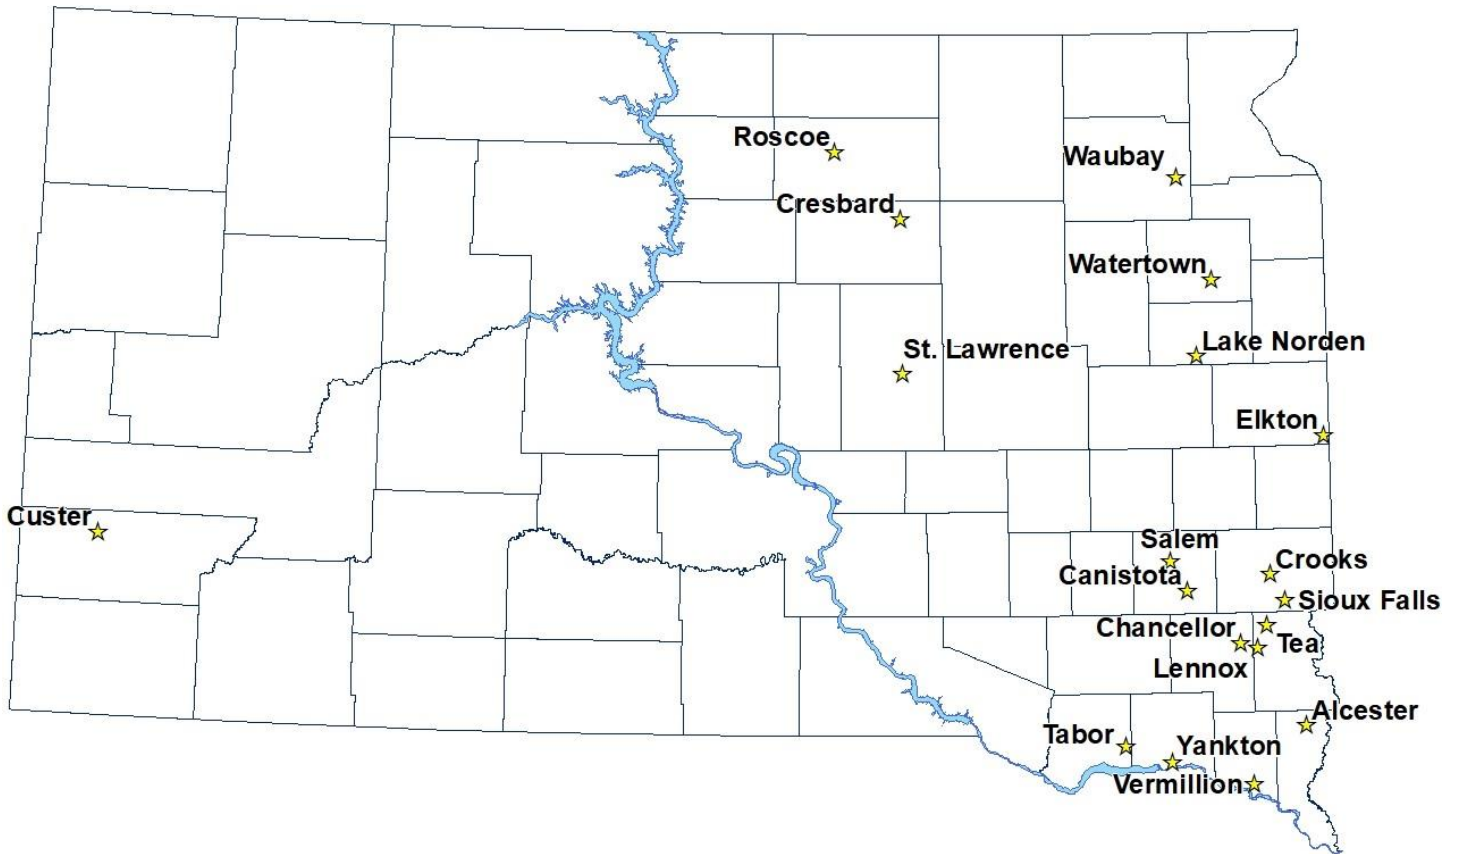 Roscoe
Waubay
Cresbard
Watertown
Lake Norden
St. Lawrence
Elkton
Custer
Salem
Crooks
Canistota
Sioux Falls
Chancellor
Tea
Lennox
Alcester
Tabor
Yankton
Vermillion